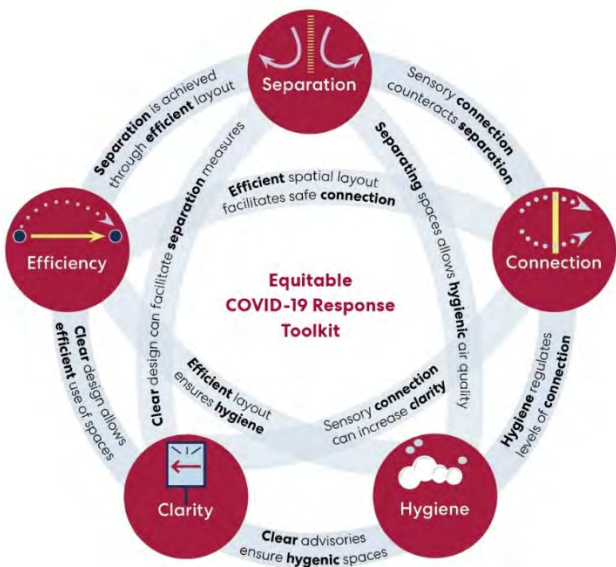 Separation
Separation is achieved
through efficient layout
Sensory connection
counteracts separation
Clear design can facilitate separation measures
Separating spaces allows hygienic air quality
Efficient spatial layout
facilitates safe connection
Efficiency
Connection
Equitable
COVID-19 Response
Toolkit
Clear design allows
efficient use of spaces
Efficient layout
ensures hygiene
Sensory connection
can increase clarity
Hygiene regulates
levels of connection
Clarity
Hygiene
Clear advisories
ensure hygenic spaces